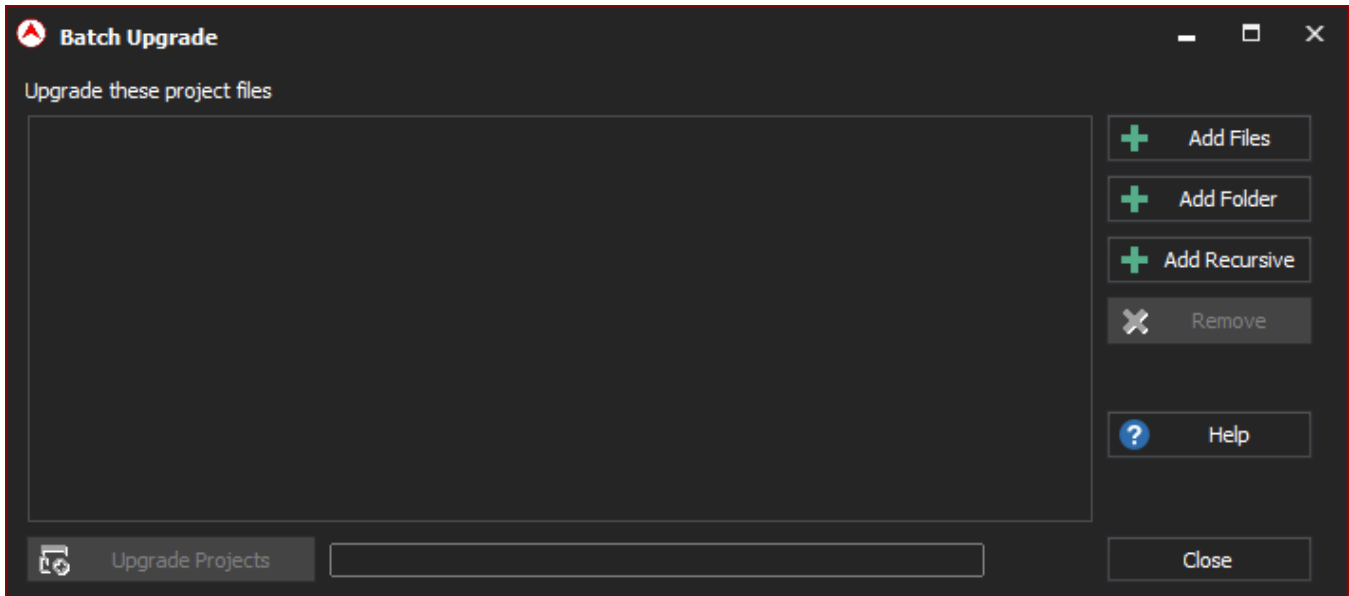 Batch Upgrade
Upgrade these project files
Add Files
Add Folder
Add Recursive
Remove
Help
Upgrade Projects
Close